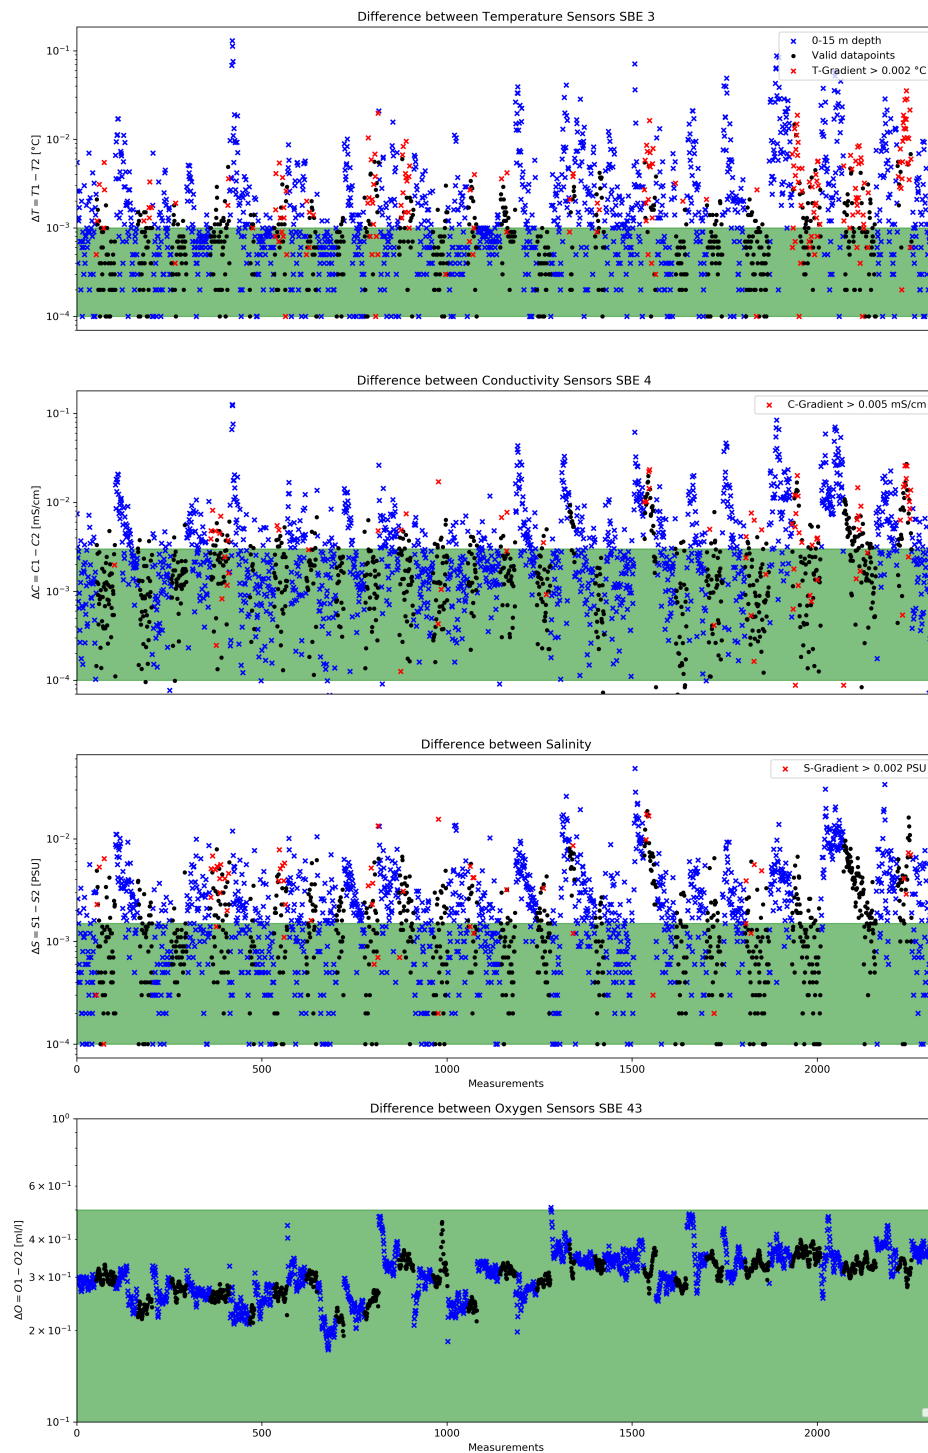 Difference between Temperature Sensors SBE 3
10⁻¹
10⁻²
10⁻³
10⁻⁴
ΔT = T1 − T2 [°C]
0-15 m depth
Valid datapoints
T-Gradient > 0.002 °C
Difference between Conductivity Sensors SBE 4
10⁻¹
10⁻²
10⁻³
10⁻⁴
ΔC = C1 − C2 [mS/cm]
C-Gradient > 0.005 mS/cm
Difference between Salinity
10⁻²
10⁻³
10⁻⁴
ΔS = S1 − S2 [PSU]
S-Gradient > 0.002 PSU
0 500 1000 1500 2000
Measurements
Difference between Oxygen Sensors SBE 43
10⁰
6 × 10⁻¹
4 × 10⁻¹
3 × 10⁻¹
2 × 10⁻¹
10⁻¹
ΔO = O1 − O2 [ml/l]
0 500 1000 1500 2000
Measurements